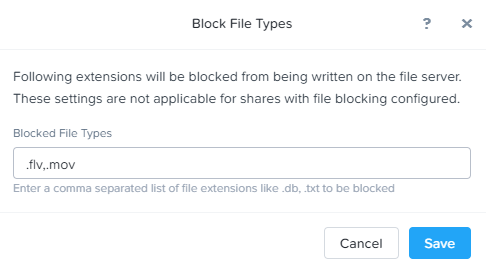 Block File Types
? ×
Following extensions will be blocked from being written on the file server.
These settings are not applicable for shares with file blocking configured.
Blocked File Types
.flv,.mov
Enter a comma separated list of file extensions like .db, .txt to be blocked
Cancel
Save